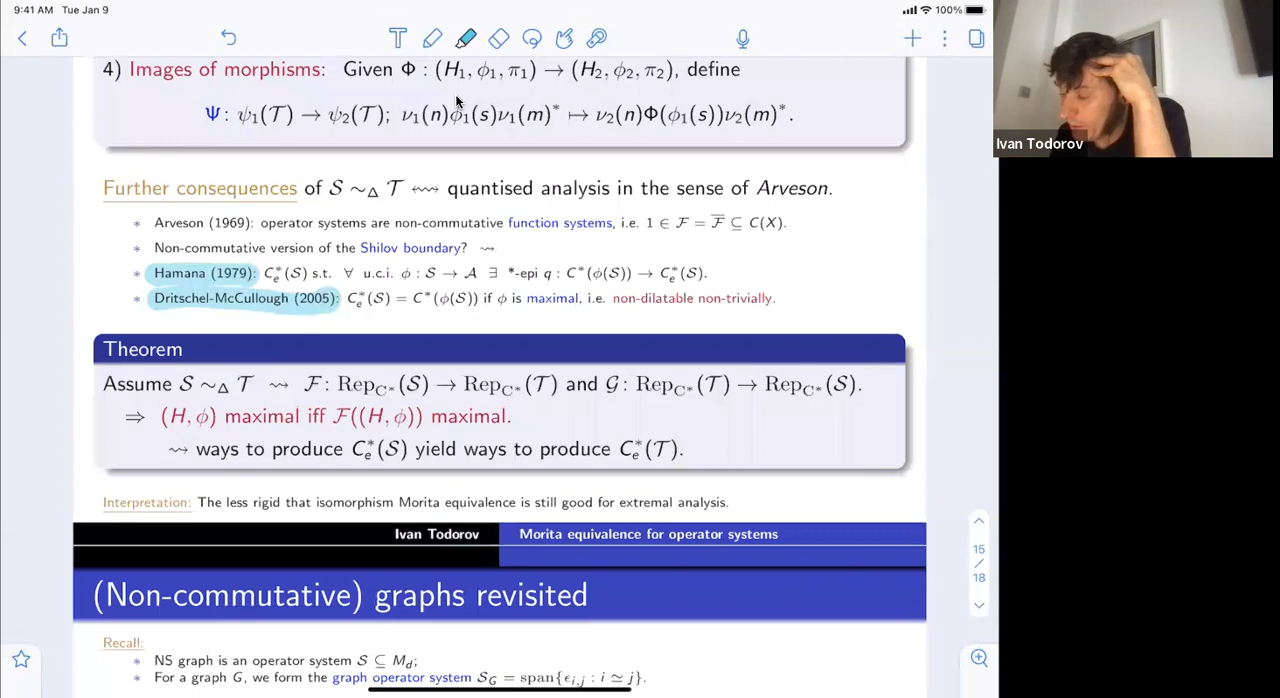 9:41 AM Tue Jan 9
100%
4) Images of morphisms: Given Φ : (H₁, ϕ₁, π₁) → (H₂, ϕ₂, π₂), define
Ψ : ψ₁(𝒯) → ψ₂(𝒯); ν₁(n)ϕ₁(s)ν₁(m)* ↦ ν₂(n)Φ(ϕ₁(s))ν₂(m)*.
Ivan Todorov
Further consequences of 𝒮 ∼_Δ 𝒯 ↭ quantised analysis in the sense of Arveson.
* Arveson (1969): operator systems are non-commutative function systems, i.e. 1 ∈ ℱ = ℱ̅ ⊆ C(X).
* Non-commutative version of the Shilov boundary? ⇝
* Hamana (1979): C*ₑ(𝒮) s.t. ∀ u.c.i. ϕ : 𝒮 → 𝒜 ∃ *-epi q : C*(ϕ(𝒮)) → C*ₑ(𝒮).
* Dritschel-McCullough (2005): C*ₑ(𝒮) = C*(ϕ(𝒮)) if ϕ is maximal, i.e. non-dilatable non-trivially.
Theorem
Assume 𝒮 ∼_Δ 𝒯 ⇝ ℱ : Rep_C*(𝒮) → Rep_C*(𝒯) and 𝒢 : Rep_C*(𝒯) → Rep_C*(𝒮).
⇒ (H, ϕ) maximal iff ℱ((H, ϕ)) maximal.
⇝ ways to produce C*ₑ(𝒮) yield ways to produce C*ₑ(𝒯).
Interpretation: The less rigid that isomorphism Morita equivalence is still good for extremal analysis.
Ivan Todorov Morita equivalence for operator systems
15
/
18
(Non-commutative) graphs revisited
Recall:
* NS graph is an operator system 𝒮 ⊆ M_d;
* For a graph G, we form the graph operator system 𝒮_G = span{ϵ_{i,j} : i ≃ j}.